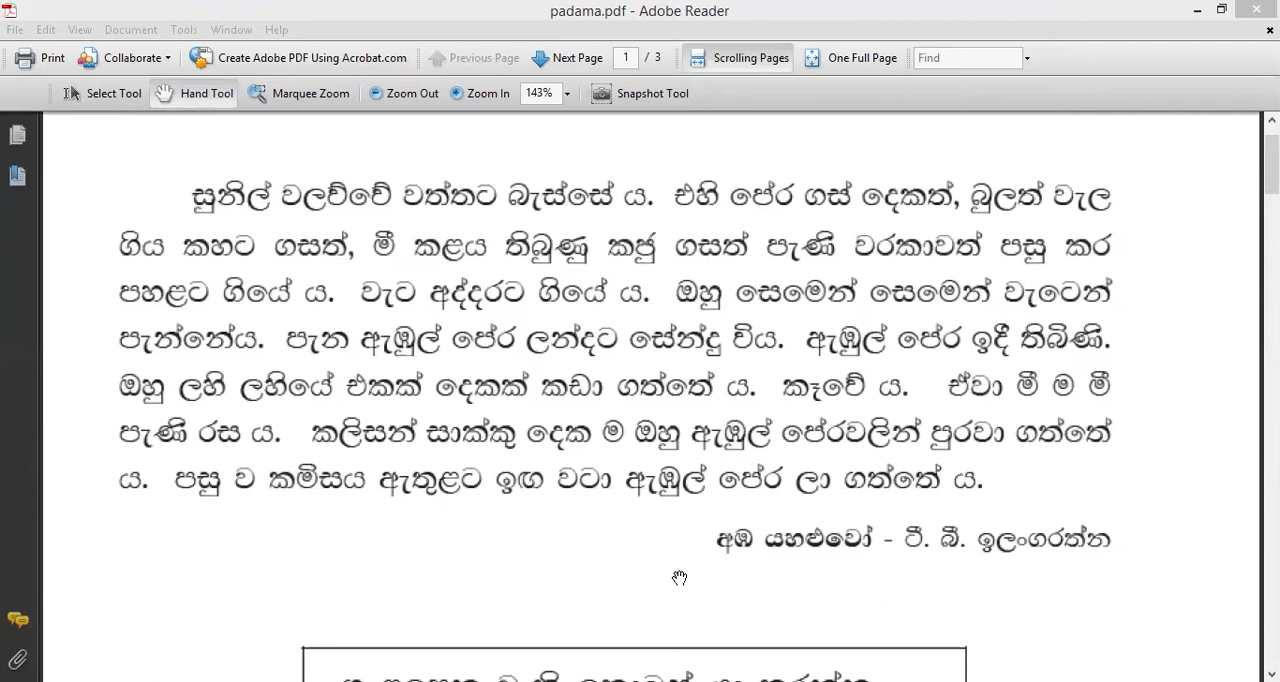 padama.pdf - Adobe Reader
File Edit View Document Tools Window Help
Print Collaborate Create Adobe PDF Using Acrobat.com Previous Page Next Page 1 / 3 Scrolling Pages One Full Page Find
Select Tool Hand Tool Marquee Zoom Zoom Out Zoom In 143% Snapshot Tool
සුනිල් වලව්වේ වත්තට බැස්සේ ය. එහි පේර ගස් දෙකත්, බුලත් වැල
ගිය කහට ගසත්, මී කළය තිබුණු කජු ගසත් පැණි වරකාවත් පසු කර
පහළට ගියේ ය. වැට අද්දරට ගියේ ය. ඔහු සෙමෙන් සෙමෙන් වැටෙන්
පැන්නේය. පැන ඇඹුල් පේර ලන්දට සේන්දු විය. ඇඹුල් පේර ඉදී තිබිණි.
ඔහු ලහි ලහියේ එකක් දෙකක් කඩා ගත්තේ ය. කෑවේ ය. ඒවා මී ම මී
පැණි රස ය. කලිසන් සාක්කු දෙක ම ඔහු ඇඹුල් පේරවලින් පුරවා ගත්තේ
ය. පසු ව කමිසය ඇතුළට ඉඟ වටා ඇඹුල් පේර ලා ගත්තේ ය.
අඹ යහළුවෝ - ටී. බී. ඉලංගරත්න